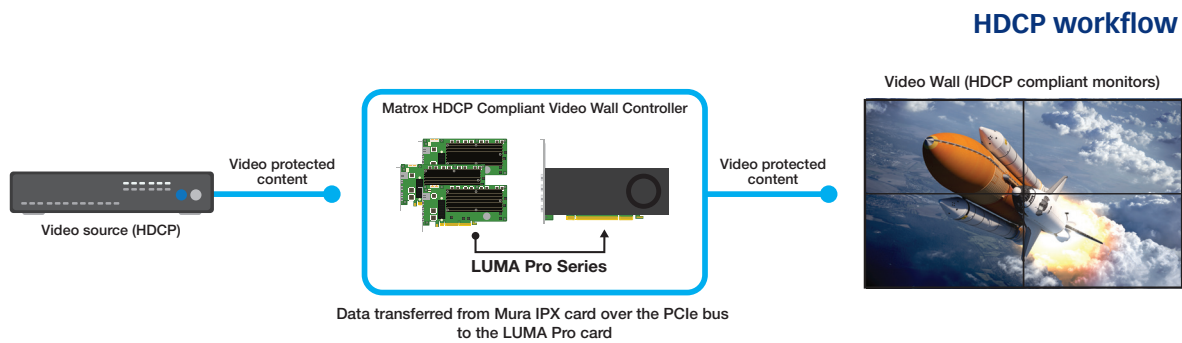 HDCP workflow
Video Wall (HDCP compliant monitors)
Matrox HDCP Compliant Video Wall Controller
Video protected
content
Video protected
content
Video source (HDCP)
LUMA Pro Series
Data transferred from Mura IPX card over the PCIe bus
to the LUMA Pro card